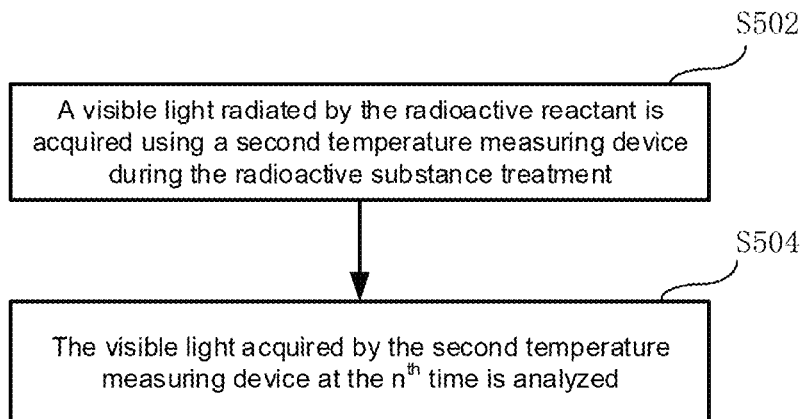 S502
A visible light radiated by the radioactive reactant is
acquired using a second temperature measuring device
during the radioactive substance treatment
S504
The visible light acquired by the second temperature
measuring device at the nth time is analyzed